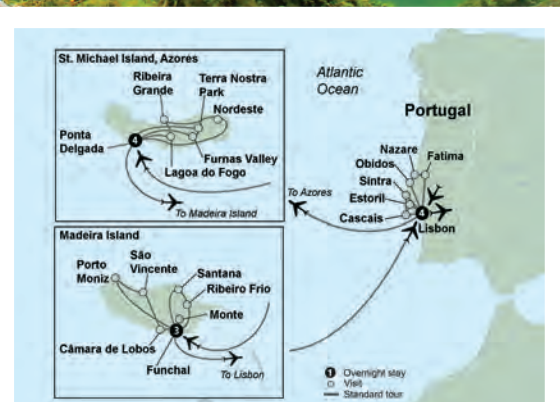 St. Michael Island, Azores
Ribeira
Grande
Terra Nostra
Park
Nordeste
Ponta
Delgada
4
Furnas Valley
Lagoa do Fogo
To Madeira Island
Atlantic
Ocean
Portugal
Nazare
Fatima
Obidos
Sintra
Estoril
Cascais
4
Lisbon
To Azores
Madeira Island
Porto
Moniz
São
Vincente
Santana
Ribeiro Frio
Monte
3
Câmara de Lobos
Funchal
To Lisbon
1 Overnight stay
Visit
Standard tour